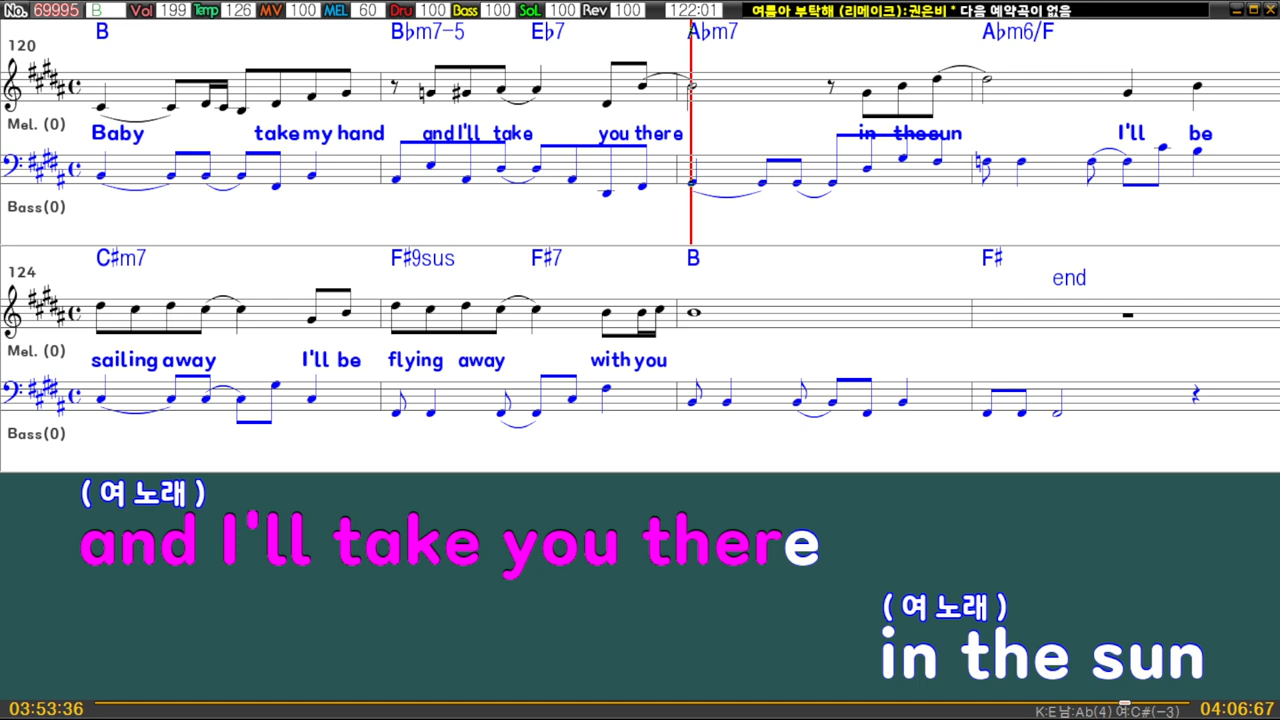 No. 69995 B Vol 199 Temp 126 MV 100 MEL 60 Dru 100 Bass 100 SoL 100 Rev 100 122:01 여름아 부탁해 (리메이크):권은비 * 다음 예약곡이 없음
B B♭m7-5 E♭7 A♭m7 A♭m6/F
120
Mel. (0)
Baby take my hand and I'll take you there in the sun I'll be
Bass(0)
C#m7 F#9sus F#7 B F#
124 end
Mel. (0)
sailing away I'll be flying away with you
Bass(0)
( 여 노래 )
and I'll take you there
( 여 노래 )
in the sun
03:53:36 K:E 남:Ab(4) 여:C#(-3) 04:06:67